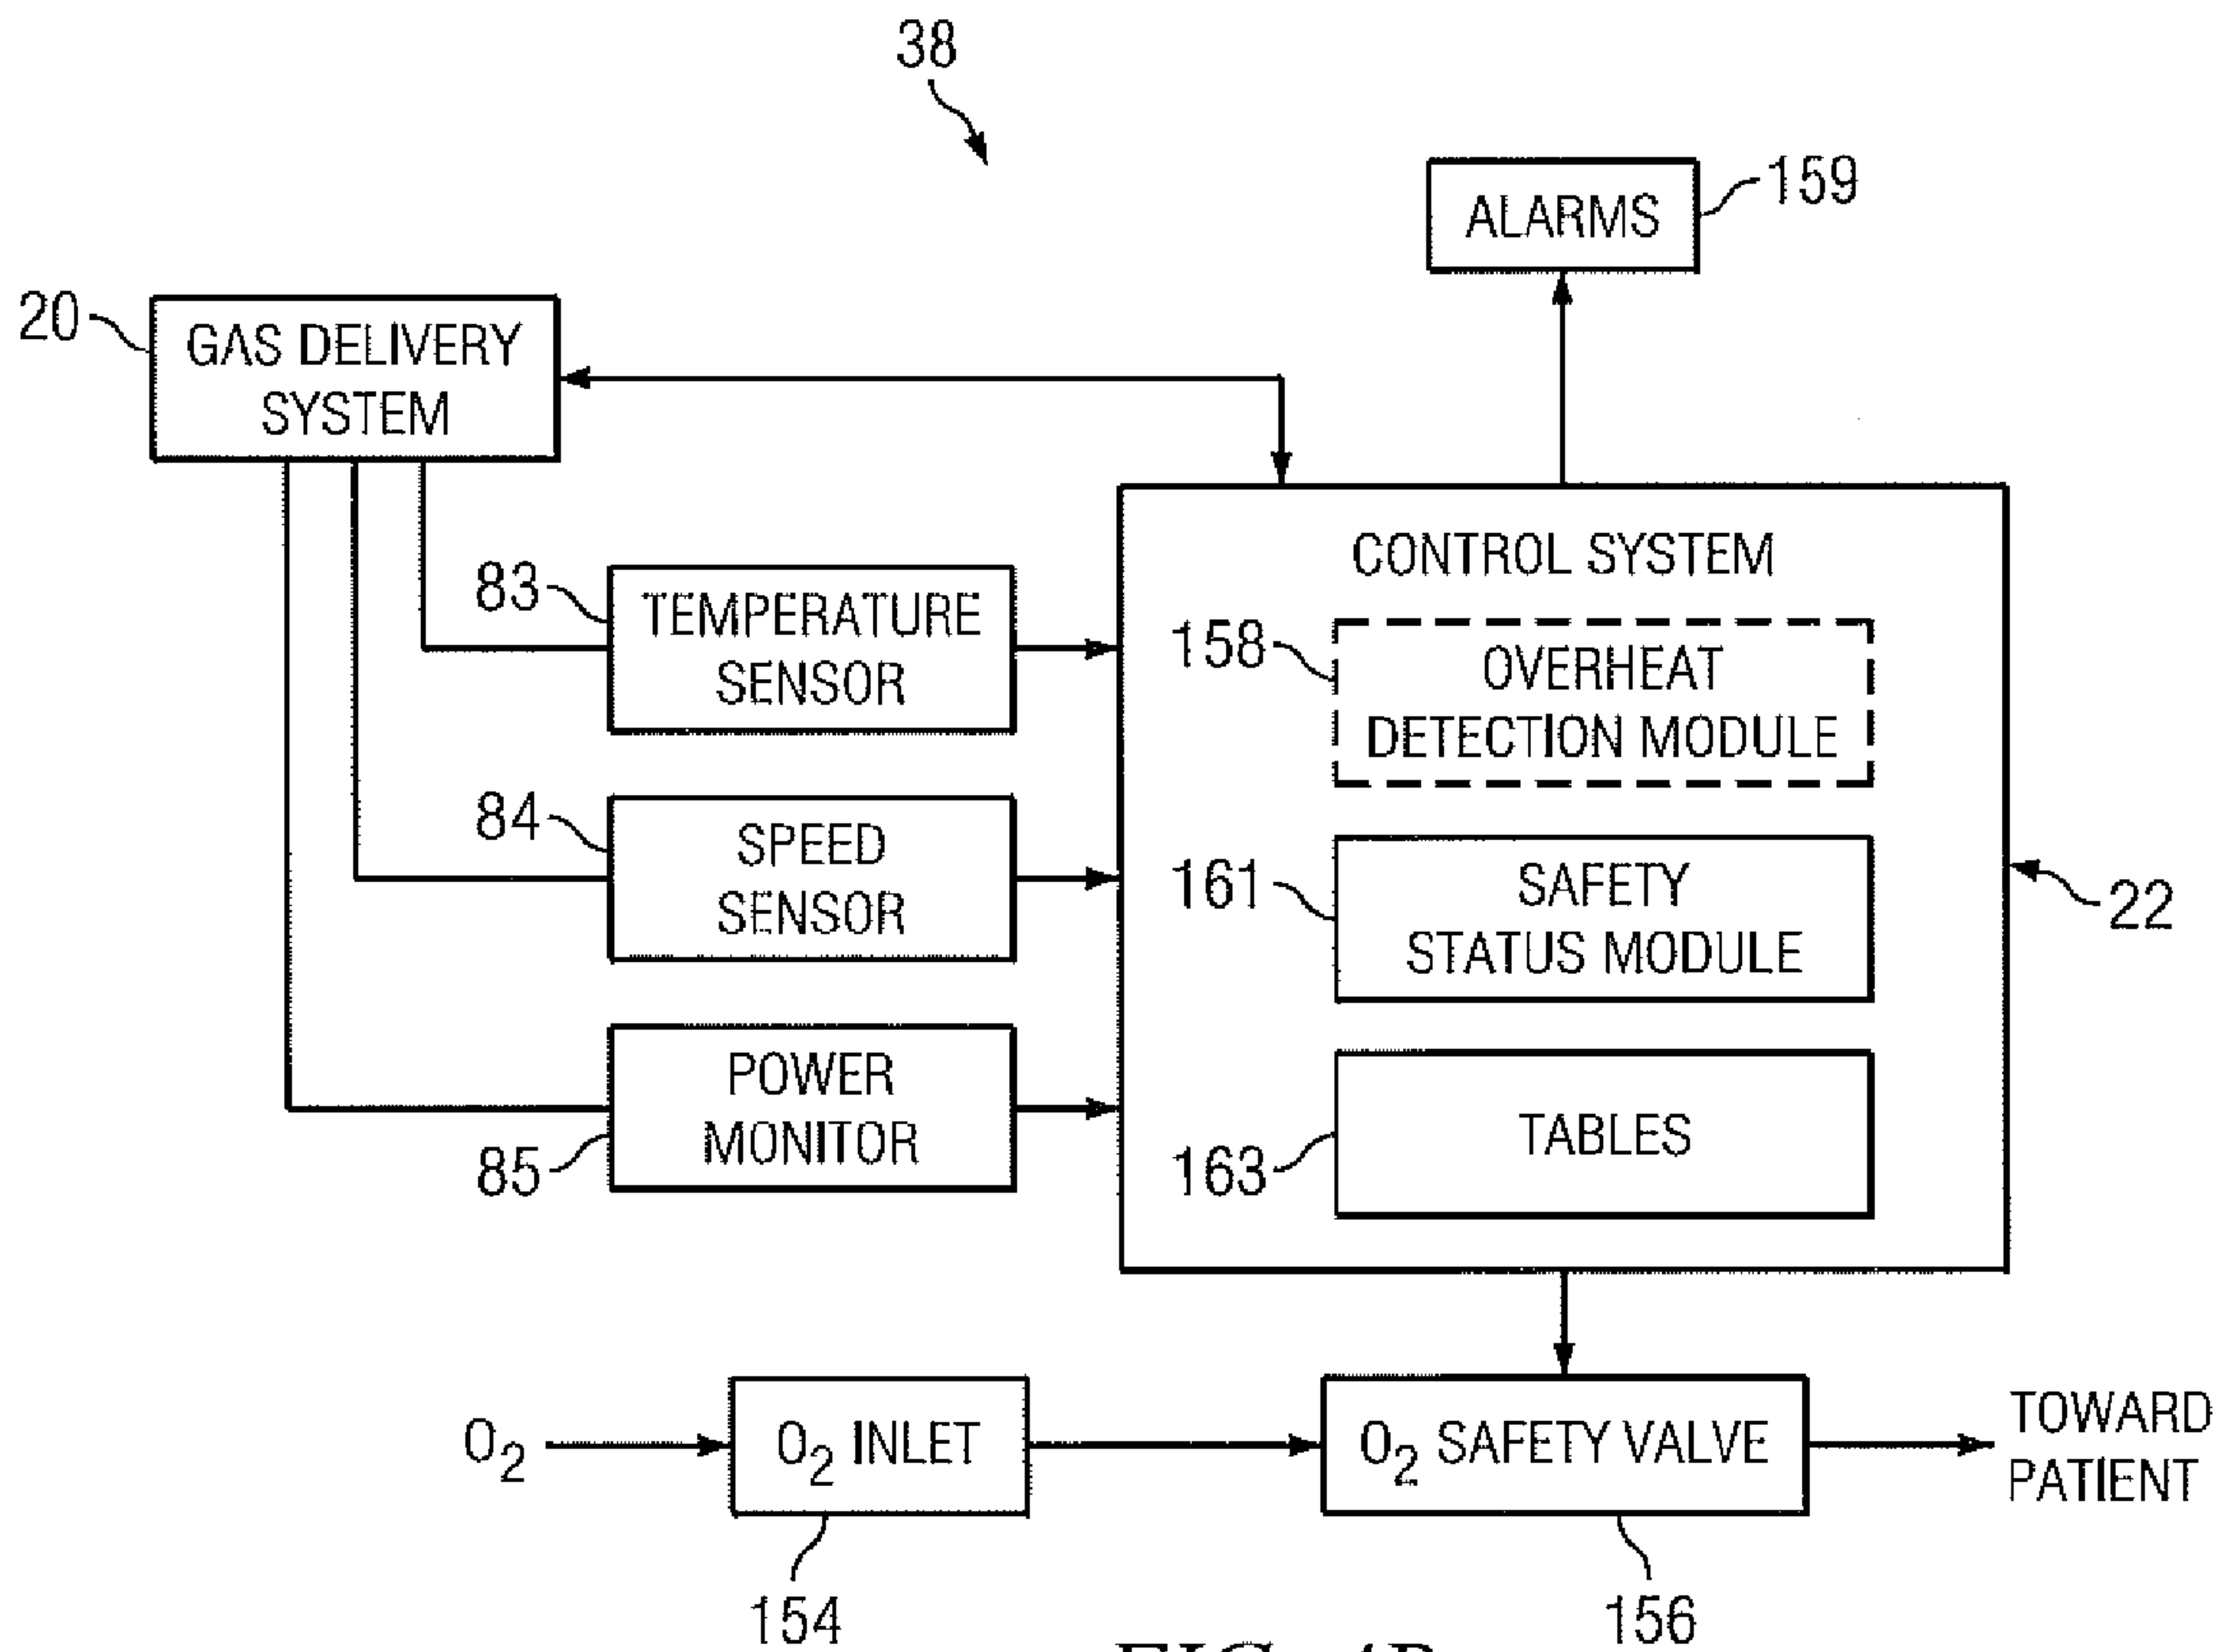 38
ALARMS
159
20
GAS DELIVERY
SYSTEM
CONTROL SYSTEM
83
TEMPERATURE
SENSOR
158
OVERHEAT
DETECTION MODULE
84
SPEED
SENSOR
161
SAFETY
STATUS MODULE
22
POWER
MONITOR
85
163
TABLES
O2
O2 INLET
O2 SAFETY VALVE
TOWARD
PATIENT
154
156